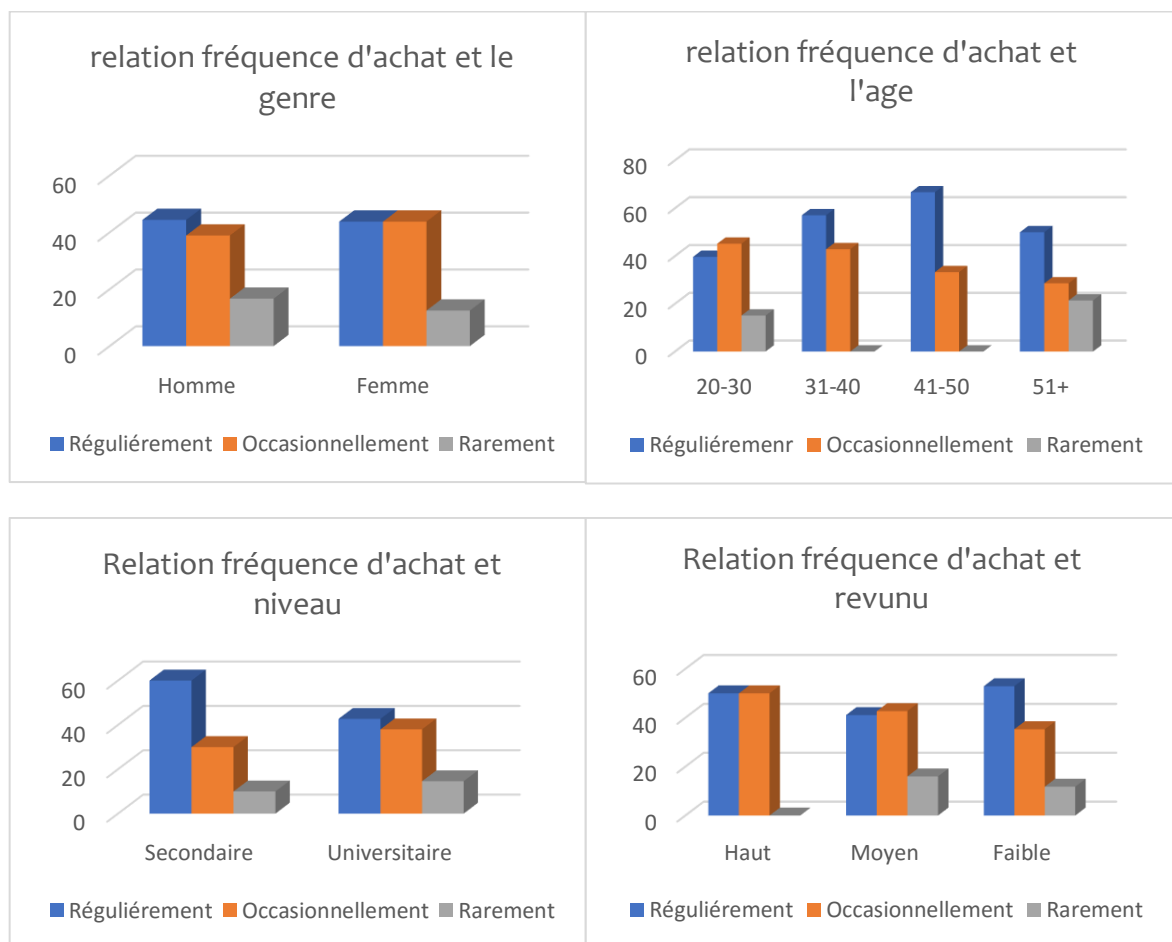 relation fréquence d'achat et le
genre
60
40
20
0
Homme Femme
Réguliérement Occasionnellement Rarement
relation fréquence d'achat et
l'age
80
60
40
20
0
20-30 31-40 41-50 51+
Réguliéremenr Occasionnellement Rarement
Relation fréquence d'achat et
niveau
60
40
20
0
Secondaire Universitaire
Réguliérement Occasionnellement Rarement
Relation fréquence d'achat et
revunu
60
40
20
0
Haut Moyen Faible
Réguliérement Occasionnellement Rarement